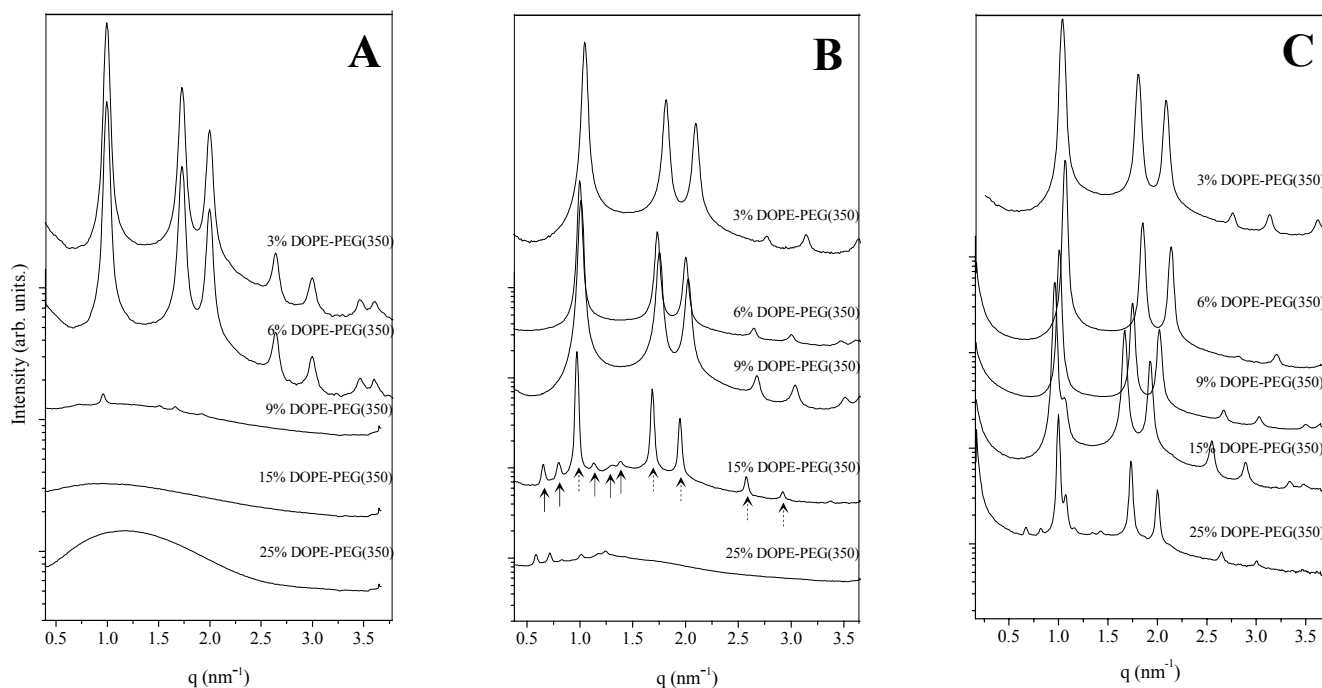 A
3% DOPE-PEG(350)
6% DOPE-PEG(350)
9% DOPE-PEG(350)
15% DOPE-PEG(350)
25% DOPE-PEG(350)
Intensity (arb. units.)
0.5 1.0 1.5 2.0 2.5 3.0 3.5
q (nm⁻¹)
B
3% DOPE-PEG(350)
6% DOPE-PEG(350)
9% DOPE-PEG(350)
15% DOPE-PEG(350)
25% DOPE-PEG(350)
0.5 1.0 1.5 2.0 2.5 3.0 3.5
q (nm⁻¹)
C
3% DOPE-PEG(350)
6% DOPE-PEG(350)
9% DOPE-PEG(350)
15% DOPE-PEG(350)
25% DOPE-PEG(350)
0.5 1.0 1.5 2.0 2.5 3.0 3.5
q (nm⁻¹)